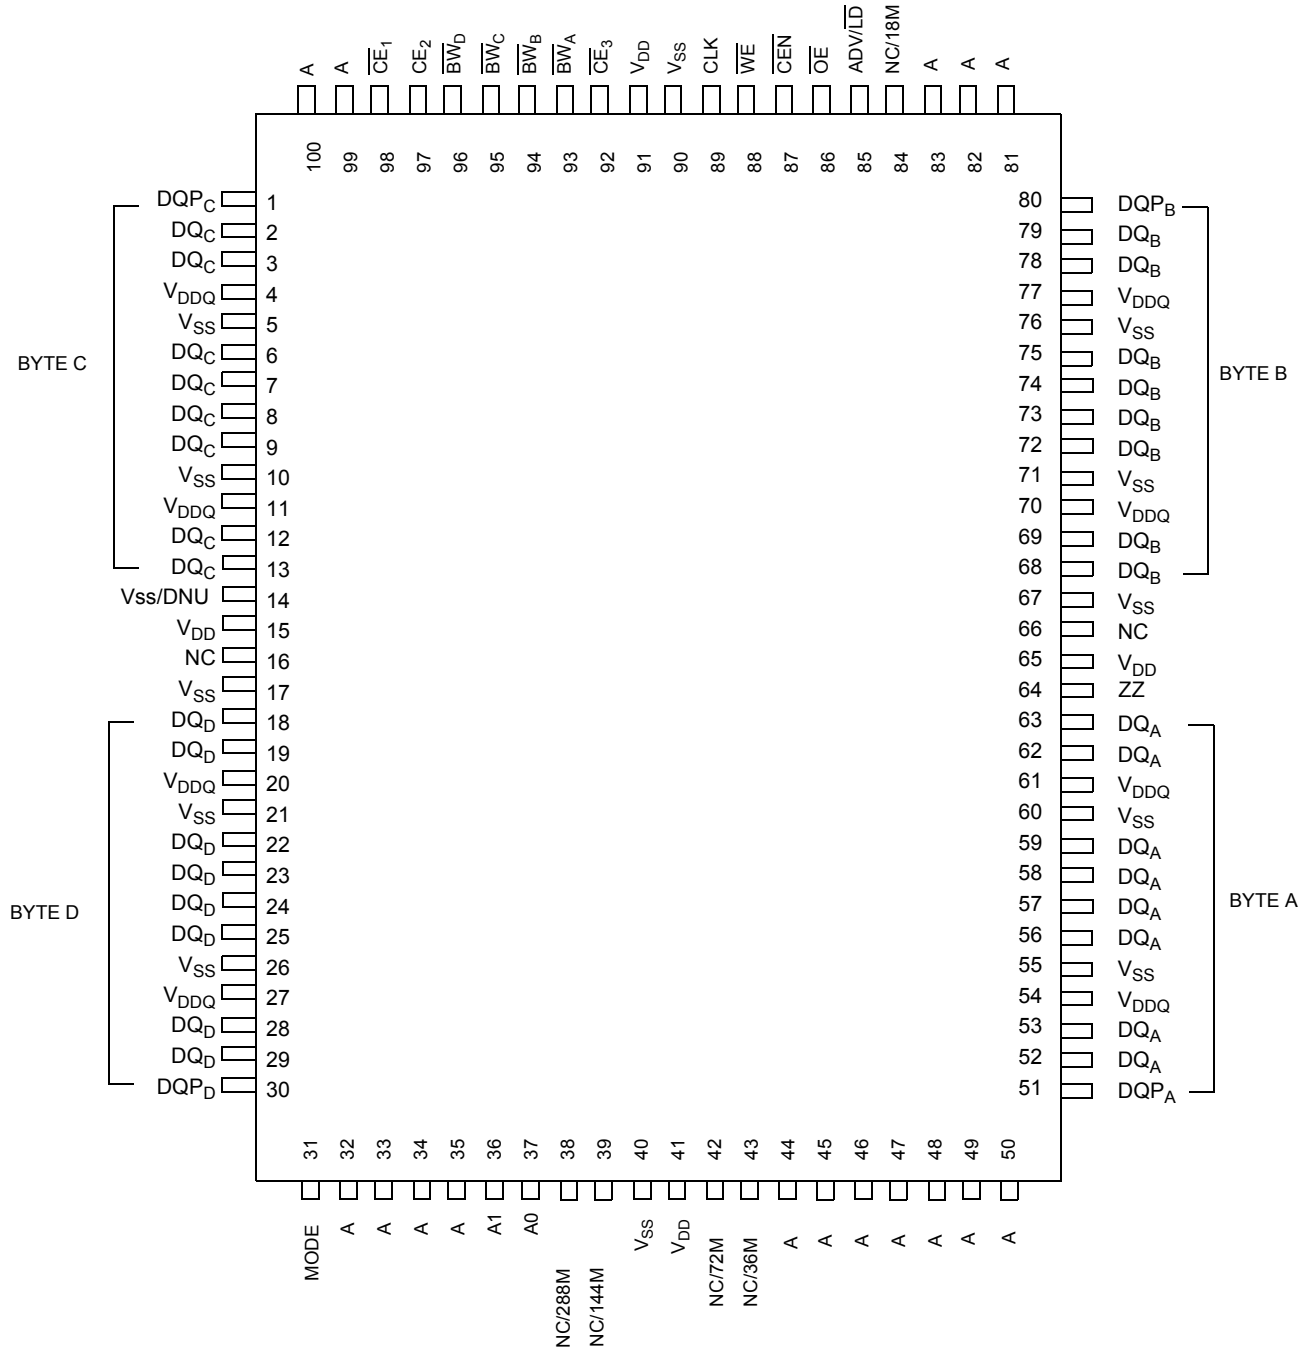 A A CE1 CE2 BWD BWC BWB BWA CE3 VDD VSS CLK WE CEN OE ADV/LD NC/18M A A A
100 99 98 97 96 95 94 93 92 91 90 89 88 87 86 85 84 83 82 81
DQPC 1 80 DQPB
DQC 2 79 DQB
DQC 3 78 DQB
VDDQ 4 77 VDDQ
VSS 5 76 VSS
DQC 6 75 DQB
BYTE C
BYTE B
DQC 7 74 DQB
DQC 8 73 DQB
DQC 9 72 DQB
VSS 10 71 VSS
VDDQ 11 70 VDDQ
DQC 12 69 DQB
DQC 13 68 DQB
Vss/DNU 14 67 VSS
VDD 15 66 NC
NC 16 65 VDD
VSS 17 64 ZZ
DQD 18 63 DQA
DQD 19 62 DQA
VDDQ 20 61 VDDQ
VSS 21 60 VSS
DQD 22 59 DQA
DQD 23 58 DQA
DQD 24 57 DQA
BYTE D
BYTE A
DQD 25 56 DQA
VSS 26 55 VSS
VDDQ 27 54 VDDQ
DQD 28 53 DQA
DQD 29 52 DQA
DQPD 30 51 DQPA
31 32 33 34 35 36 37 38 39 40 41 42 43 44 45 46 47 48 49 50
MODE A A A A A1 A0 NC/288M NC/144M VSS VDD NC/72M NC/36M A A A A A A A